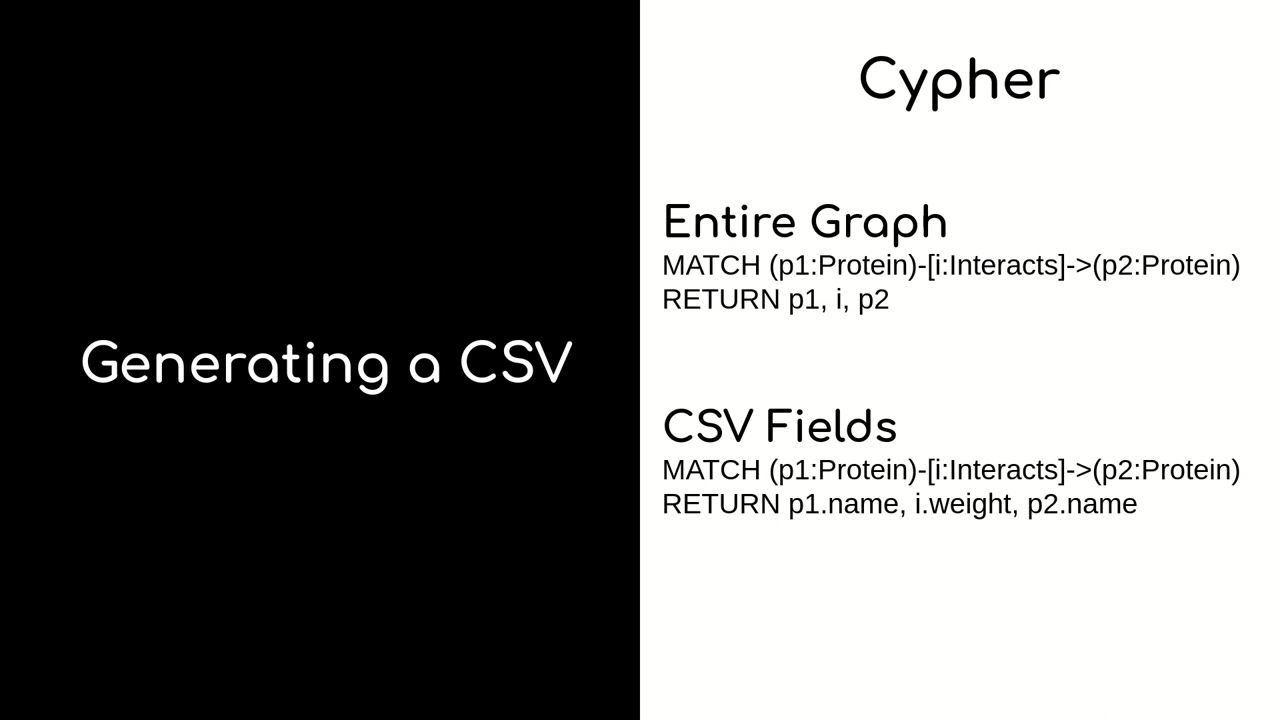 Generating a CSV
Cypher
Entire Graph
MATCH (p1:Protein)-[i:Interacts]->(p2:Protein)
RETURN p1, i, p2
CSV Fields
MATCH (p1:Protein)-[i:Interacts]->(p2:Protein)
RETURN p1.name, i.weight, p2.name